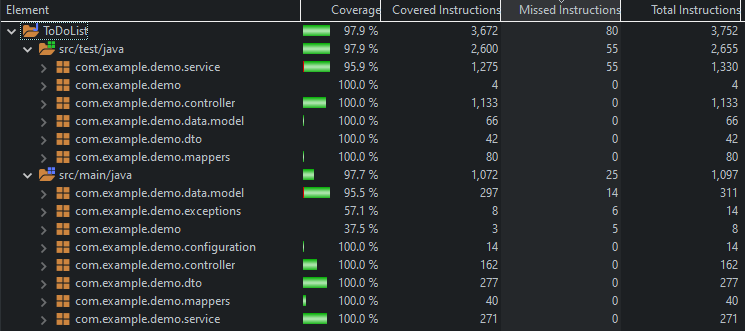 Element Coverage Covered Instructions Missed Instructions Total Instructions
ToDoList 97.9 % 3,672 80 3,752
src/test/java 97.9 % 2,600 55 2,655
com.example.demo.service 95.9 % 1,275 55 1,330
com.example.demo 100.0 % 4 0 4
com.example.demo.controller 100.0 % 1,133 0 1,133
com.example.demo.data.model 100.0 % 66 0 66
com.example.demo.dto 100.0 % 42 0 42
com.example.demo.mappers 100.0 % 80 0 80
src/main/java 97.7 % 1,072 25 1,097
com.example.demo.data.model 95.5 % 297 14 311
com.example.demo.exceptions 57.1 % 8 6 14
com.example.demo 37.5 % 3 5 8
com.example.demo.configuration 100.0 % 14 0 14
com.example.demo.controller 100.0 % 162 0 162
com.example.demo.dto 100.0 % 277 0 277
com.example.demo.mappers 100.0 % 40 0 40
com.example.demo.service 100.0 % 271 0 271